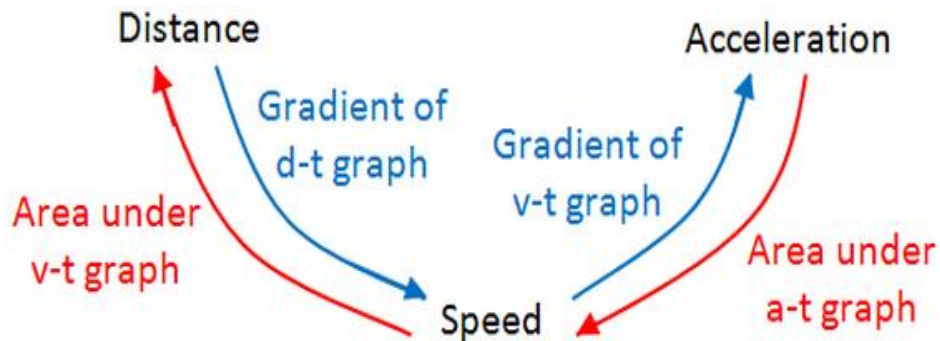 Distance
Acceleration
Gradient of
d-t graph
Gradient of
v-t graph
Area under
v-t graph
Area under
a-t graph
Speed